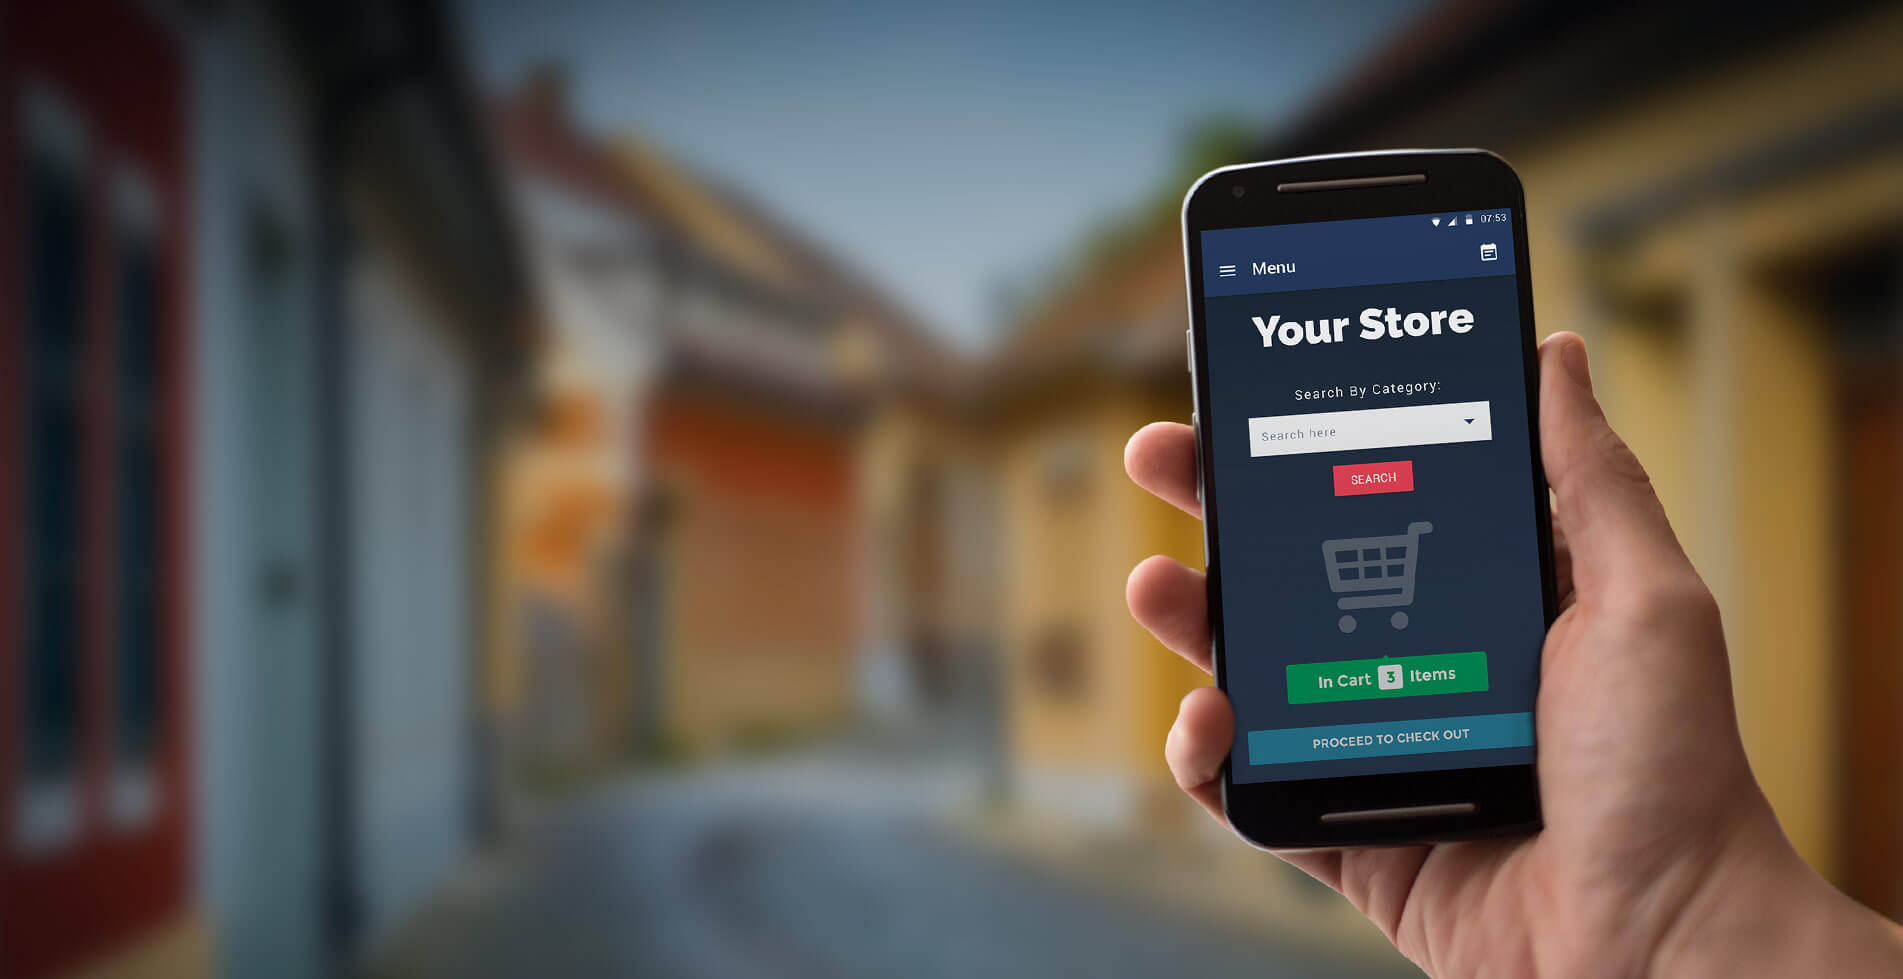 07:53
Menu
Your Store
Search By Category:
Search here
SEARCH
In Cart 3 Items
PROCEED TO CHECK OUT